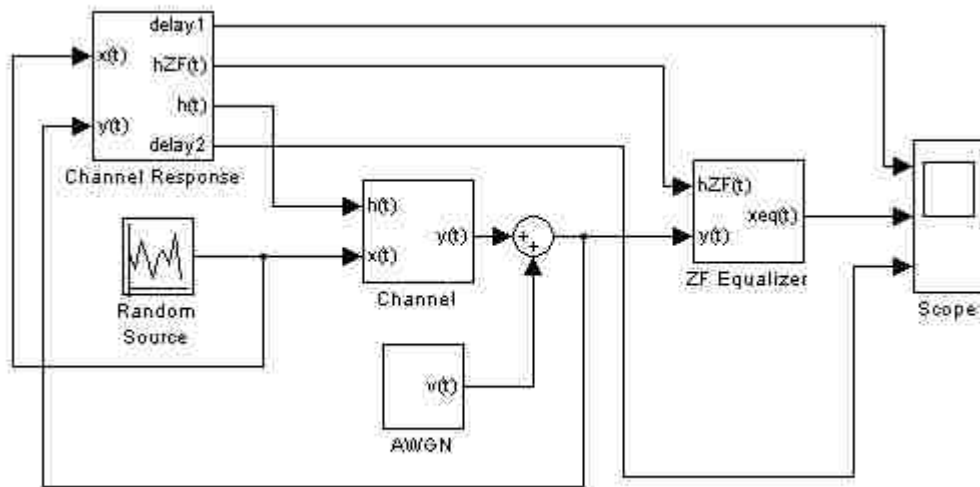 delay1
x(t)
hZF(t)
h(t)
y(t)
delay2
Channel Response
h(t)
y(t)
x(t)
Channel
+
+
hZF(t)
xeq(t)
y(t)
ZF Equalizer
Scope
Random
Source
v(t)
AWGN